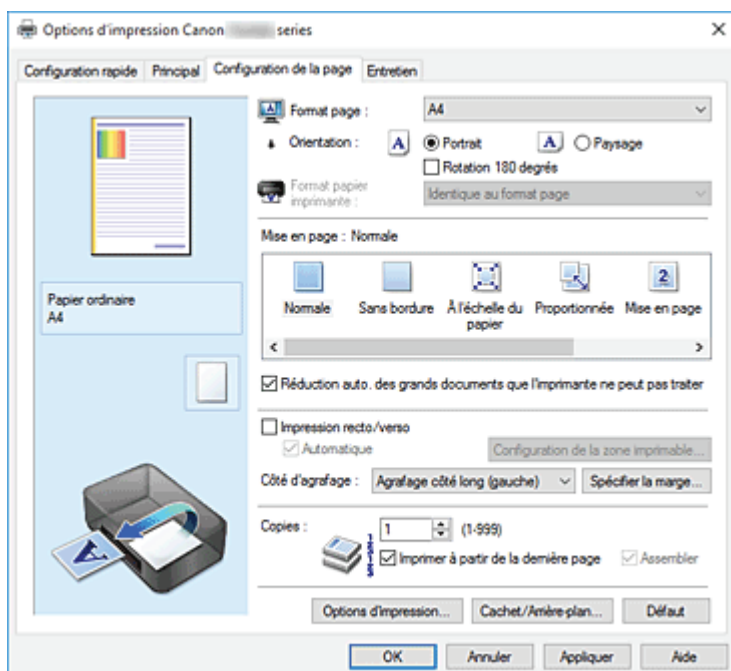 Options d'impression Canon series
Configuration rapide Principal Configuration de la page Entretien
Format page : A4
Orientation : A Portrait A Paysage
Rotation 180 degrés
Format papier
imprimante : Identique au format page
Mise en page : Normale
Normale Sans bordure À l'échelle du
papier Proportionnée Mise en page
Papier ordinaire
A4
Réduction auto. des grands documents que l'imprimante ne peut pas traiter
Impression recto/verso
Automatique Configuration de la zone imprimable...
Côté d'agrafage : Agrafage côté long (gauche) Spécifier la marge...
Copies : 1 (1-999)
Imprimer à partir de la dernière page Assembler
Options d'impression... Cachet/Arrière-plan... Défaut
OK Annuler Appliquer Aide